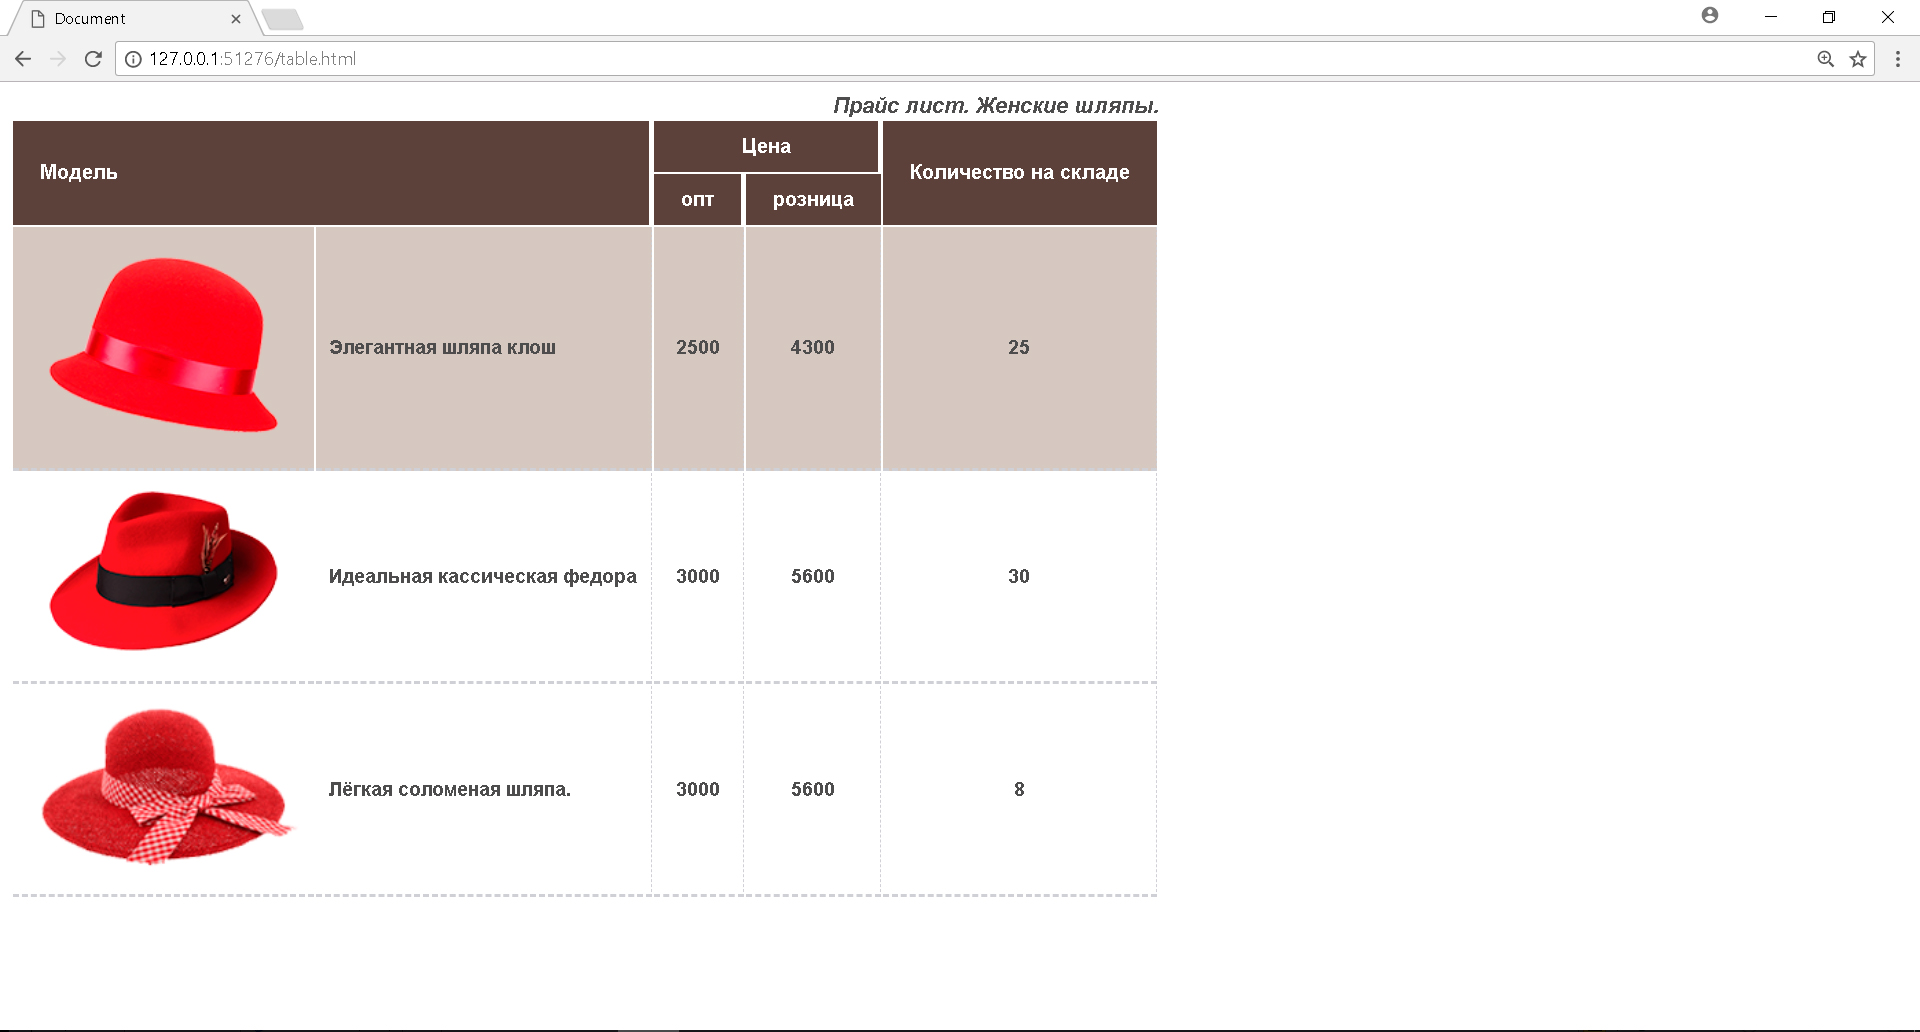 Document
127.0.0.1:51276/table.html
Прайс лист. Женские шляпы.
Модель
Цена
Количество на складе
опт
розница
Элегантная шляпа клош
2500
4300
25
Идеальная кассическая федора
3000
5600
30
Лёгкая соломеная шляпа.
3000
5600
8